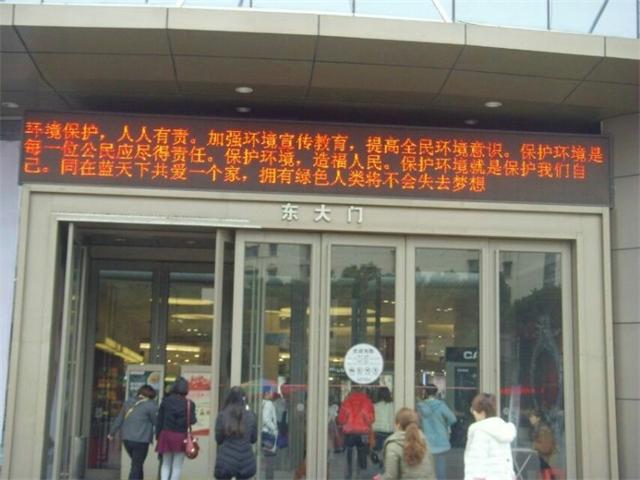 环境保护，人人有责。加强环境宣传教育，提高全民环境意识。保护环境是
每一位公民应尽得责任。保护环境，造福人民。保护环境就是保护我们自
己。同在蓝天下共爱一个家，拥有绿色人类将不会失去梦想
东大门